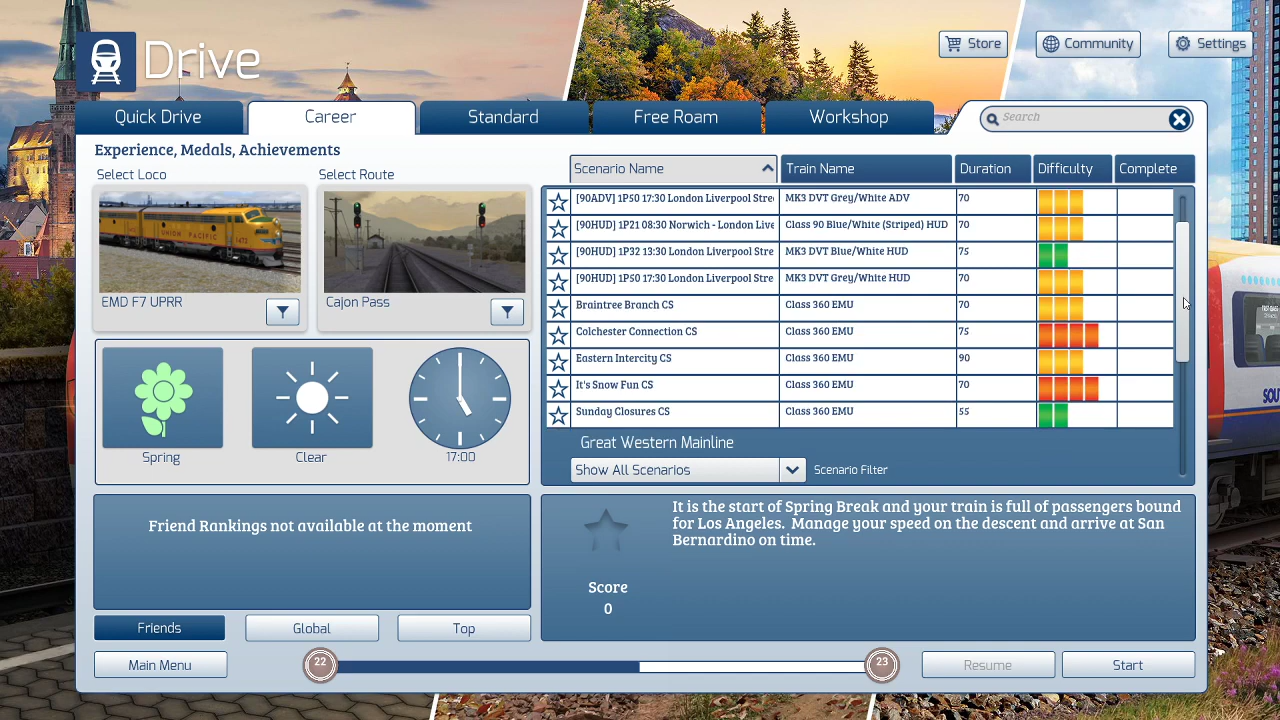 Drive
Store
Community
Settings
Quick Drive
Career
Standard
Free Roam
Workshop
Search
Experience, Medals, Achievements
Select Loco
Select Route
UNION PACIFIC
EMD F7 UPRR
Cajon Pass
Spring
Clear
17:00
Scenario Name
Train Name
Duration
Difficulty
Complete
[90ADV] 1P50 17:30 London Liverpool Stre MK3 DVT Grey/White ADV 70
[90HUD] 1P21 08:30 Norwich - London Live Class 90 Blue/White (Striped) HUD 70
[90HUD] 1P32 13:30 London Liverpool Stre MK3 DVT Blue/White HUD 75
[90HUD] 1P50 17:30 London Liverpool Stre MK3 DVT Grey/White HUD 70
Braintree Branch CS Class 360 EMU 70
Colchester Connection CS Class 360 EMU 75
Eastern Intercity CS Class 360 EMU 90
It's Snow Fun CS Class 360 EMU 70
Sunday Closures CS Class 360 EMU 55
Great Western Mainline
Show All Scenarios
Scenario Filter
Friend Rankings not available at the moment
It is the start of Spring Break and your train is full of passengers bound
for Los Angeles. Manage your speed on the descent and arrive at San
Bernardino on time.
Score
0
Friends
Global
Top
Main Menu
22
23
Resume
Start